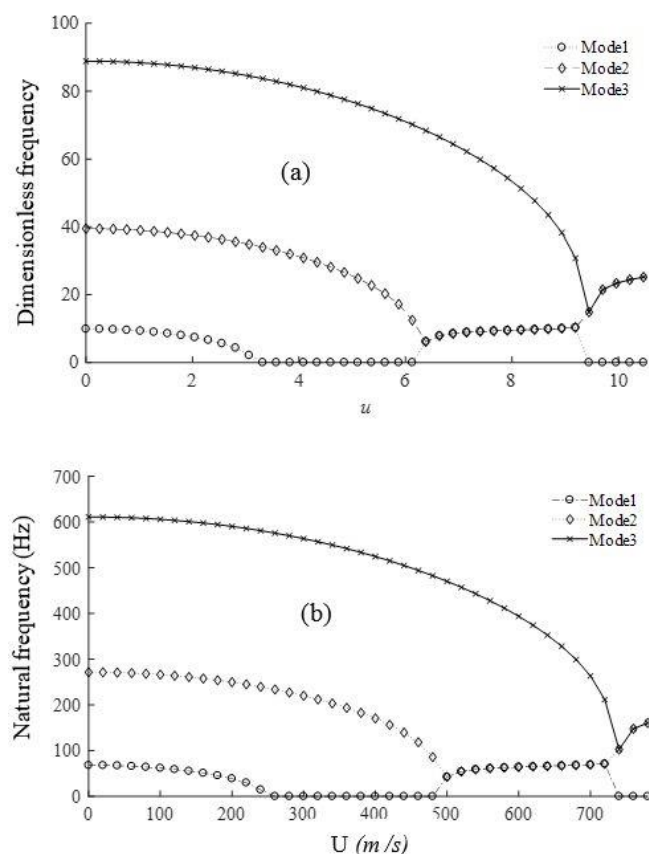 100
80
60
40
20
0
Dimensionless frequency
Mode1
Mode2
Mode3
(a)
0 2 4 6 8 10
u
700
600
500
400
300
200
100
0
Natural frequency (Hz)
Mode1
Mode2
Mode3
(b)
0 100 200 300 400 500 600 700
U (m/s)